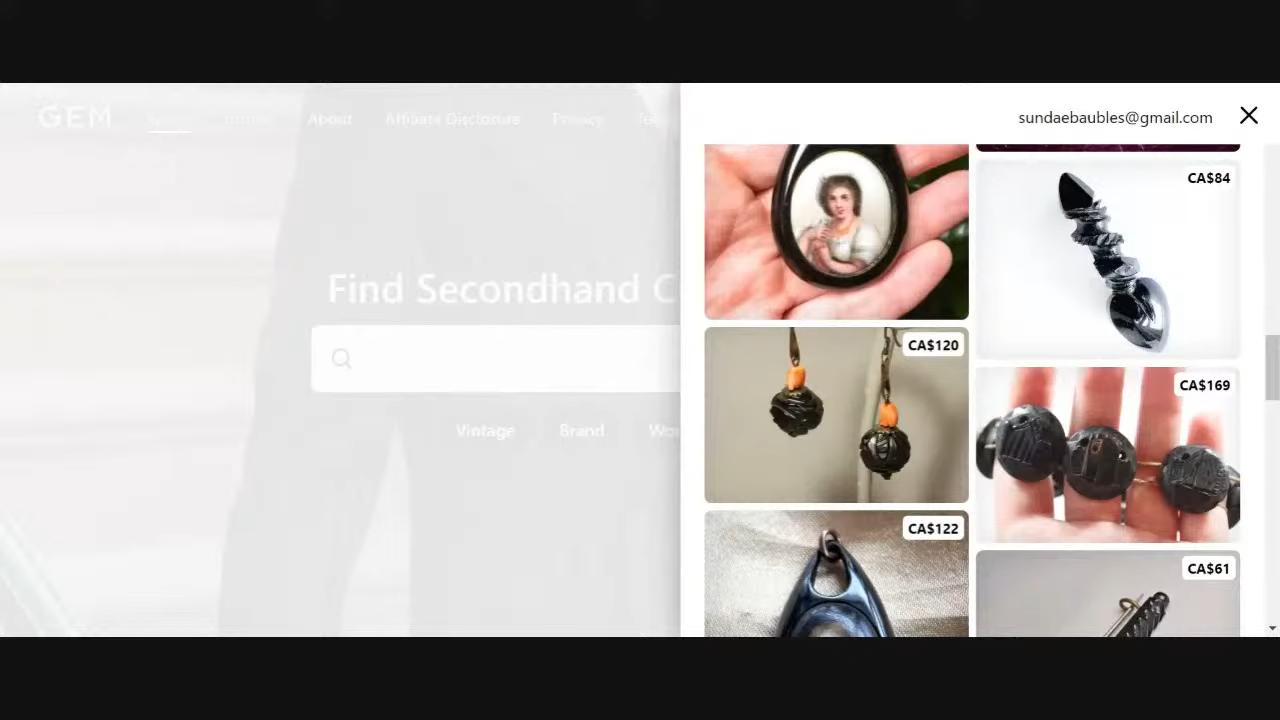 GEM
About
Affiliate Disclosure
Privacy
sundaebaubles@gmail.com
CA$84
Find Secondhand C
CA$120
CA$169
Vintage
Brand
CA$122
CA$61